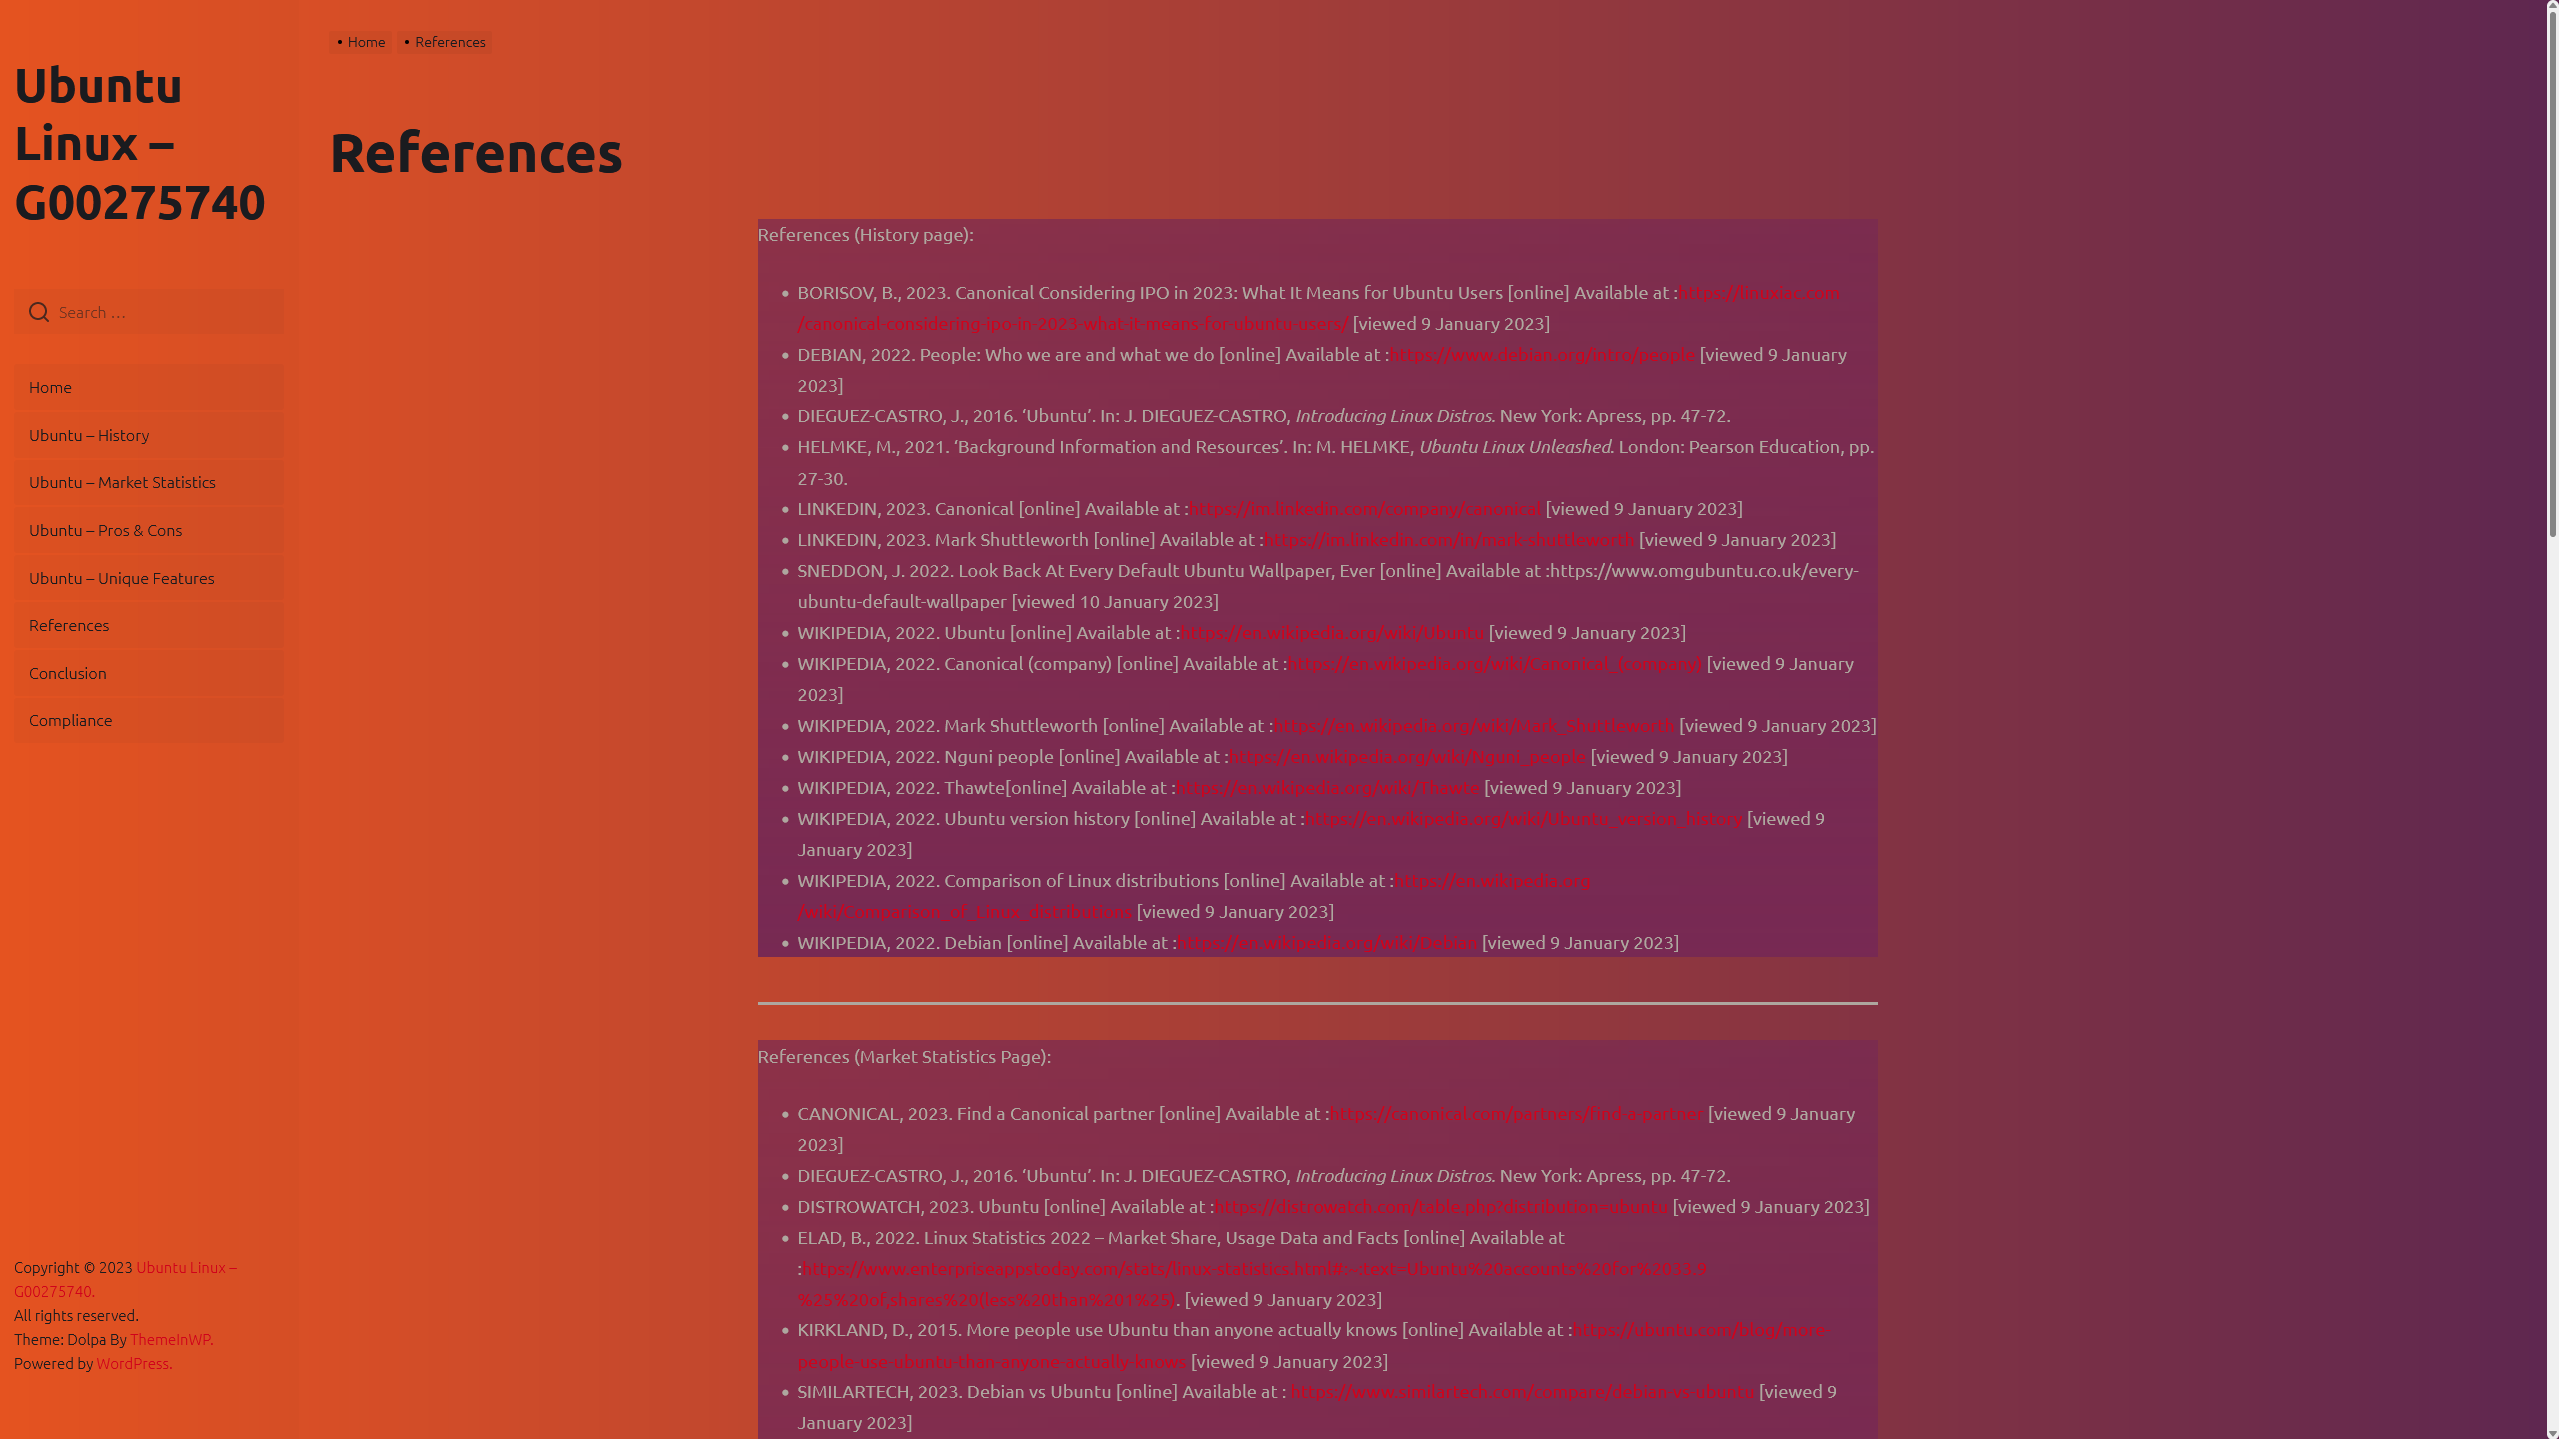 Ubuntu
Linux –
G00275740
Search …
Home
Ubuntu – History
Ubuntu – Market Statistics
Ubuntu – Pros & Cons
Ubuntu – Unique Features
References
Conclusion
Compliance
Copyright © 2023 Ubuntu Linux –
G00275740.
All rights reserved.
Theme: Dolpa By ThemeInWP.
Powered by WordPress.
• Home • References
References
References (History page):
• BORISOV, B., 2023. Canonical Considering IPO in 2023: What It Means for Ubuntu Users [online] Available at :https://linuxiac.com
/canonical-considering-ipo-in-2023-what-it-means-for-ubuntu-users/ [viewed 9 January 2023]
• DEBIAN, 2022. People: Who we are and what we do [online] Available at :https://www.debian.org/intro/people [viewed 9 January
2023]
• DIEGUEZ-CASTRO, J., 2016. ‘Ubuntu’. In: J. DIEGUEZ-CASTRO, Introducing Linux Distros. New York: Apress, pp. 47-72.
• HELMKE, M., 2021. ‘Background Information and Resources’. In: M. HELMKE, Ubuntu Linux Unleashed. London: Pearson Education, pp.
27-30.
• LINKEDIN, 2023. Canonical [online] Available at :https://im.linkedin.com/company/canonical [viewed 9 January 2023]
• LINKEDIN, 2023. Mark Shuttleworth [online] Available at :https://im.linkedin.com/in/markshuttleworth [viewed 9 January 2023]
• SNEDDON, J. 2022. Look Back At Every Default Ubuntu Wallpaper, Ever [online] Available at :https://www.omgubuntu.co.uk/every-
ubuntu-default-wallpaper [viewed 10 January 2023]
• WIKIPEDIA, 2022. Ubuntu [online] Available at :https://en.wikipedia.org/wiki/Ubuntu [viewed 9 January 2023]
• WIKIPEDIA, 2022. Canonical (company) [online] Available at :https://en.wikipedia.org/wiki/Canonical_(company) [viewed 9 January
2023]
• WIKIPEDIA, 2022. Mark Shuttleworth [online] Available at :https://en.wikipedia.org/wiki/Mark_Shuttleworth [viewed 9 January 2023]
• WIKIPEDIA, 2022. Nguni people [online] Available at :https://en.wikipedia.org/wiki/Nguni_people [viewed 9 January 2023]
• WIKIPEDIA, 2022. Thawte[online] Available at :https://en.wikipedia.org/wiki/Thawte [viewed 9 January 2023]
• WIKIPEDIA, 2022. Ubuntu version history [online] Available at :https://en.wikipedia.org/wiki/Ubuntu_version_history [viewed 9
January 2023]
• WIKIPEDIA, 2022. Comparison of Linux distributions [online] Available at :https://en.wikipedia.org
/wiki/Comparison_of_Linux_distributions [viewed 9 January 2023]
• WIKIPEDIA, 2022. Debian [online] Available at :https://en.wikipedia.org/wiki/Debian [viewed 9 January 2023]
References (Market Statistics Page):
• CANONICAL, 2023. Find a Canonical partner [online] Available at :https://canonical.com/partners/find-a-partner [viewed 9 January
2023]
• DIEGUEZ-CASTRO, J., 2016. ‘Ubuntu’. In: J. DIEGUEZ-CASTRO, Introducing Linux Distros. New York: Apress, pp. 47-72.
• DISTROWATCH, 2023. Ubuntu [online] Available at :https://distrowatch.com/table.php?distribution=ubuntu [viewed 9 January 2023]
• ELAD, B., 2022. Linux Statistics 2022 – Market Share, Usage Data and Facts [online] Available at
:https://www.enterpriseappstoday.com/stats/linux-statistics.html#:~:text=Ubuntu%20accounts%20for%2033.9
%25%20of,shares%20(less%20than%201%25). [viewed 9 January 2023]
• KIRKLAND, D., 2015. More people use Ubuntu than anyone actually knows [online] Available at :https://ubuntu.com/blog/more-
people-use-ubuntu-than-anyone-actually-knows [viewed 9 January 2023]
• SIMILARTECH, 2023. Debian vs Ubuntu [online] Available at : https://www.similartech.com/compare/debian-vs-ubuntu [viewed 9
January 2023]